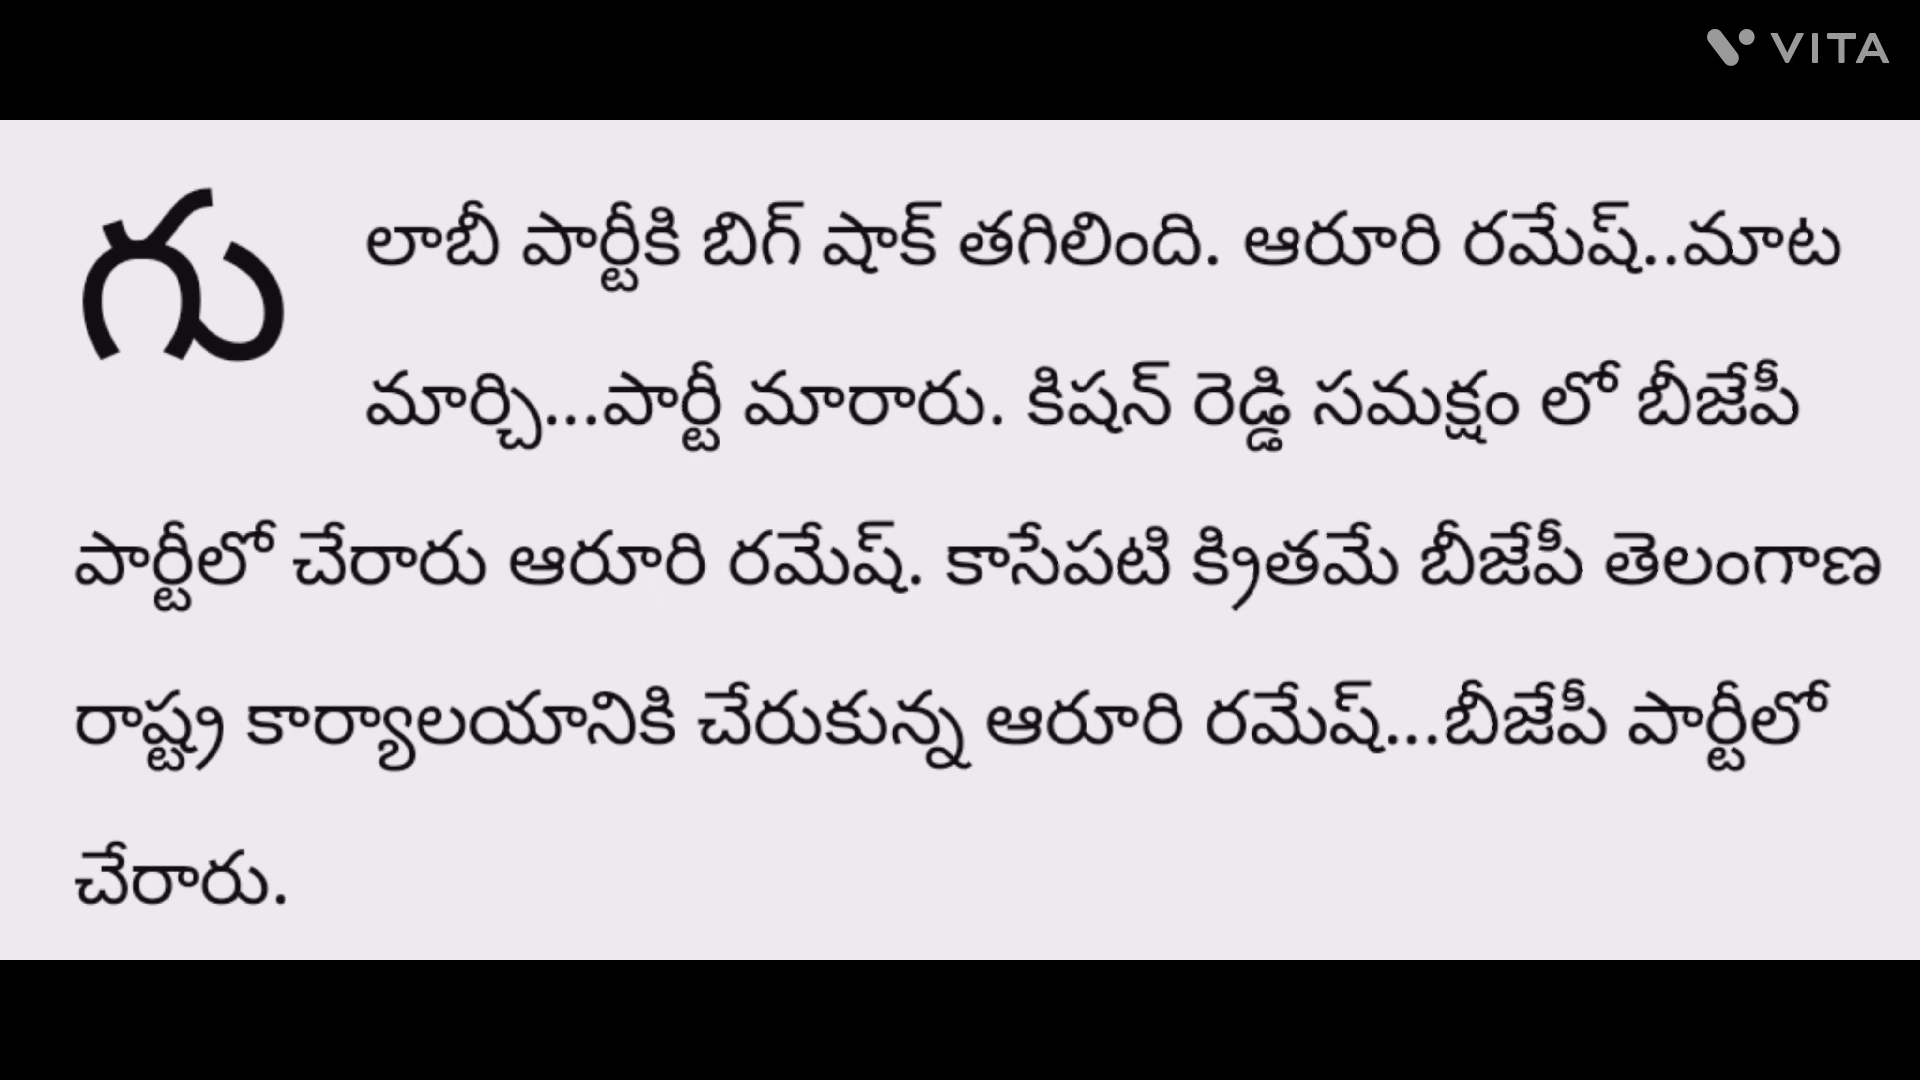 VITA
గులాబీ పార్టీకి బిగ్ షాక్ తగిలింది. ఆరూరి రమేష్..మాట
మార్చి...పార్టీ మారారు. కిషన్ రెడ్డి సమక్షం లో బీజేపీ
పార్టీలో చేరారు ఆరూరి రమేష్. కాసేపటి క్రితమే బీజేపీ తెలంగాణ
రాష్ట్ర కార్యాలయానికి చేరుకున్న ఆరూరి రమేష్...బీజేపీ పార్టీలో
చేరారు.